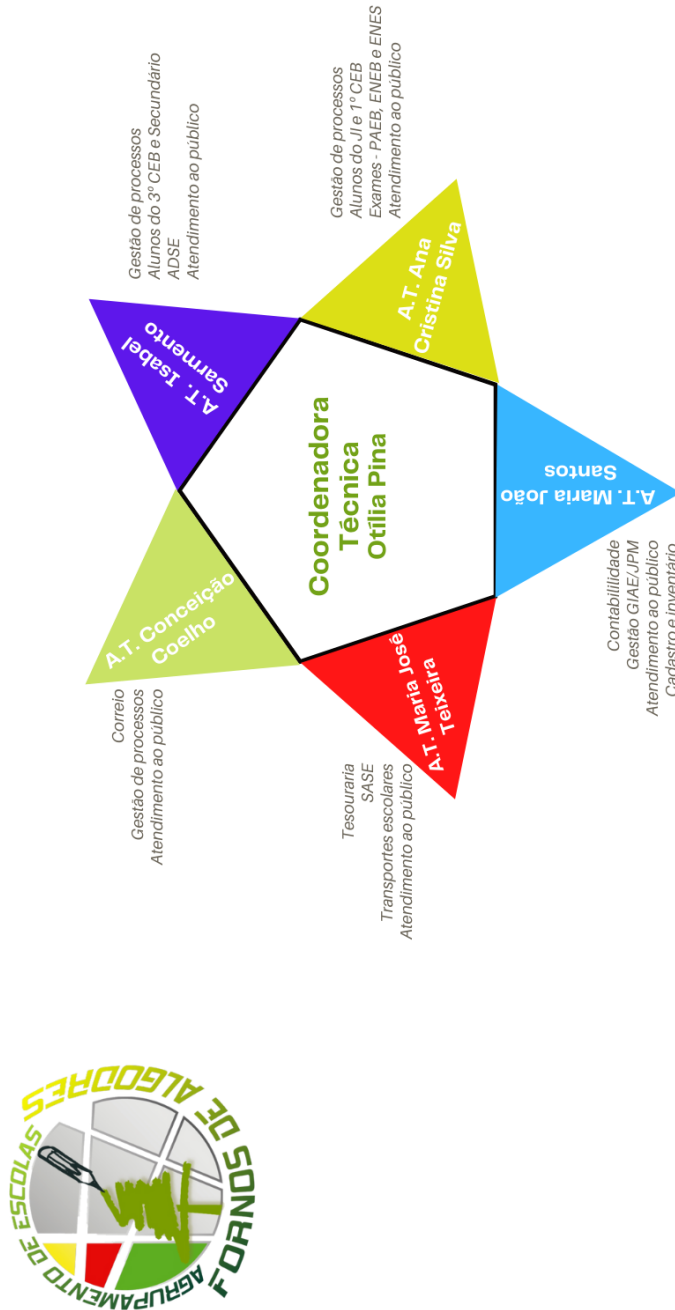 AGRUPAMENTO DE ESCOLAS
FORNOS DE ALGODRES
Correio
Gestão de processos
Atendimento ao público
A.T. Conceição
Coelho
Gestão de processos
Alunos do 3º CEB e Secundário
ADSE
Atendimento ao público
A.T. Isabel
Sarmento
Coordenadora
Técnica
Otília Pina
Tesouraria
SASE
Transportes escolares
Atendimento ao público
A.T. Maria José
Teixeira
Gestão de processos
Alunos do JI e 1º CEB
Exames - PAEB, ENEB e ENES
Atendimento ao público
A.T. Ana
Cristina Silva
A.T. Maria João
Santos
Contabililidade
Gestão GIAE/JPM
Atendimento ao público
Cadastro e inventário